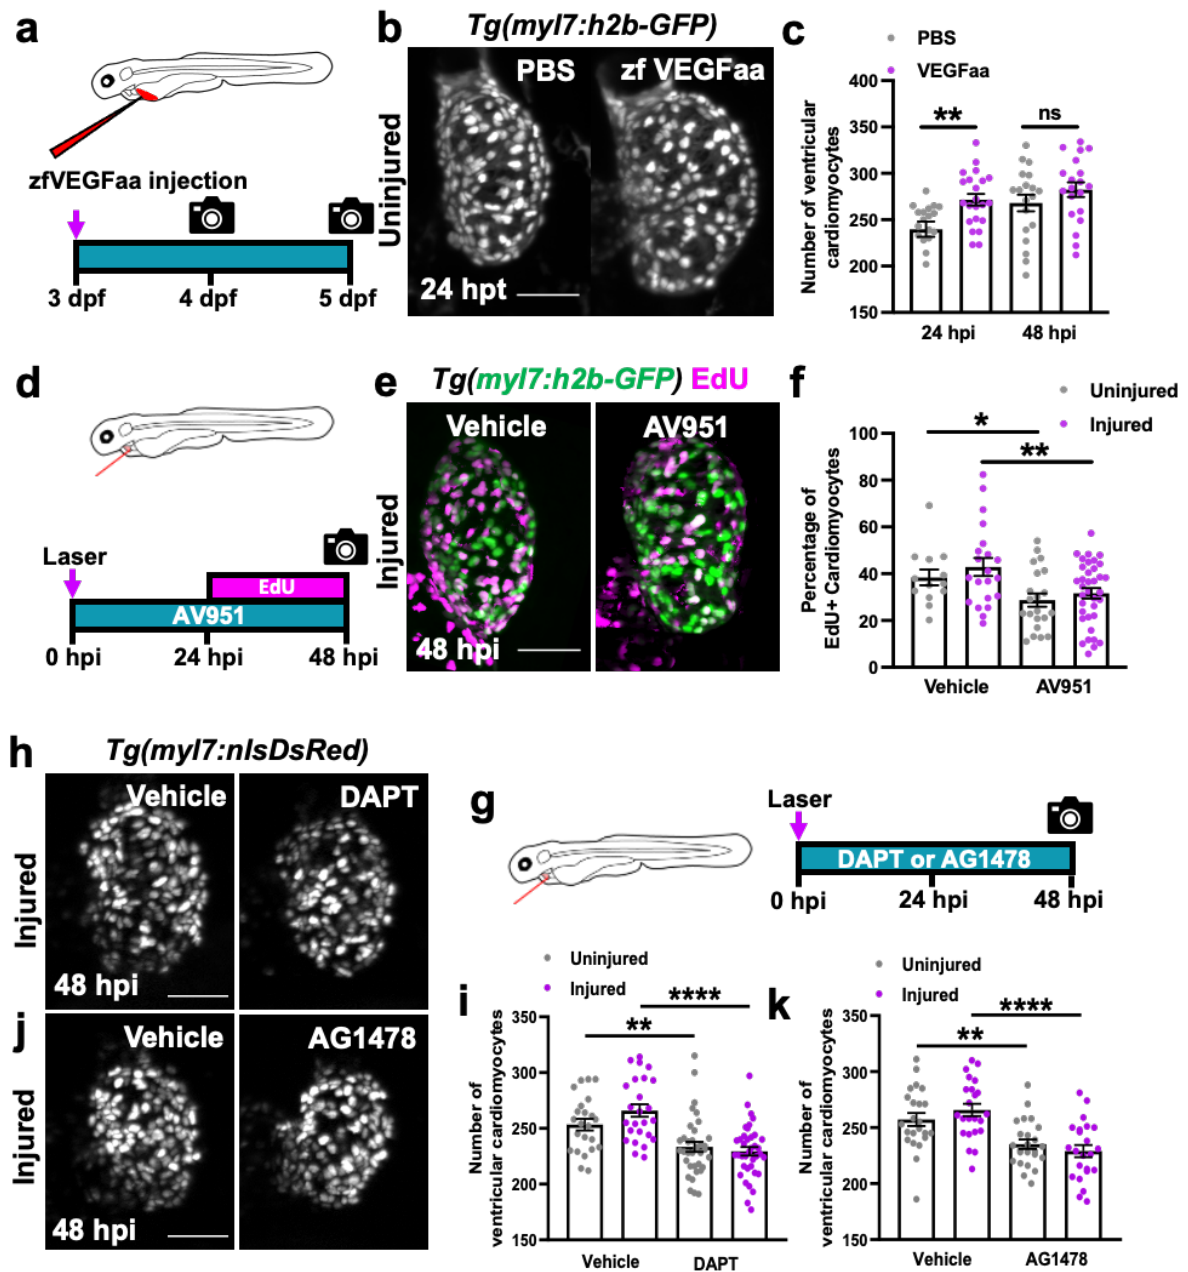 a
zfVEGFaa injection
3 dpf 4 dpf 5 dpf
b
Tg(myl7:h2b-GFP)
Uninjured
PBS zf VEGFaa
24 hpt
c
PBS
VEGFaa
Number of ventricular
cardiomyocytes
400
350
300
250
200
150
** ns
24 hpi 48 hpi
d
Laser
EdU
AV951
0 hpi 24 hpi 48 hpi
e
Tg(myl7:h2b-GFP) EdU
Injured
Vehicle AV951
48 hpi
f
Uninjured
Injured
Percentage of
EdU+ Cardiomyocytes
100
80
60
40
20
0
*
**
Vehicle AV951
h
Tg(myl7:nlsDsRed)
Injured
Vehicle DAPT
48 hpi
j
Injured
Vehicle AG1478
48 hpi
g
Laser
DAPT or AG1478
0 hpi 24 hpi 48 hpi
i
Uninjured
Injured
Number of
ventricular cardiomyocytes
350
300
250
200
150
****
**
Vehicle DAPT
k
Uninjured
Injured
Number of
ventricular cardiomyocytes
350
300
250
200
150
****
**
Vehicle AG1478